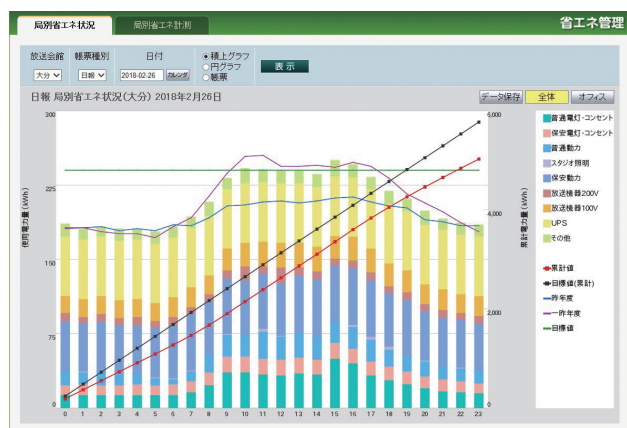 局別省エネ状況 局別省エネ計測 省エネ管理
放送会館 帳票種別 日付
大分 日報 2018-02-26 カレンダ
積上グラフ
円グラフ
帳票
表示
日報 局別省エネ状況(大分) 2018年2月26日
データ保存 全体 オフィス
使用電力量(kWh)
300
225
150
75
0
0 1 2 3 4 5 6 7 8 9 10 11 12 13 14 15 16 17 18 19 20 21 22 23
6,000
4,000
2,000
0
累計電力量(kWh)
普通電灯・コンセント
保安電灯・コンセント
普通動力
スタジオ照明
保安動力
放送機器200V
放送機器100V
UPS
その他
累計値
目標値(累計)
昨年度
一昨年度
目標値